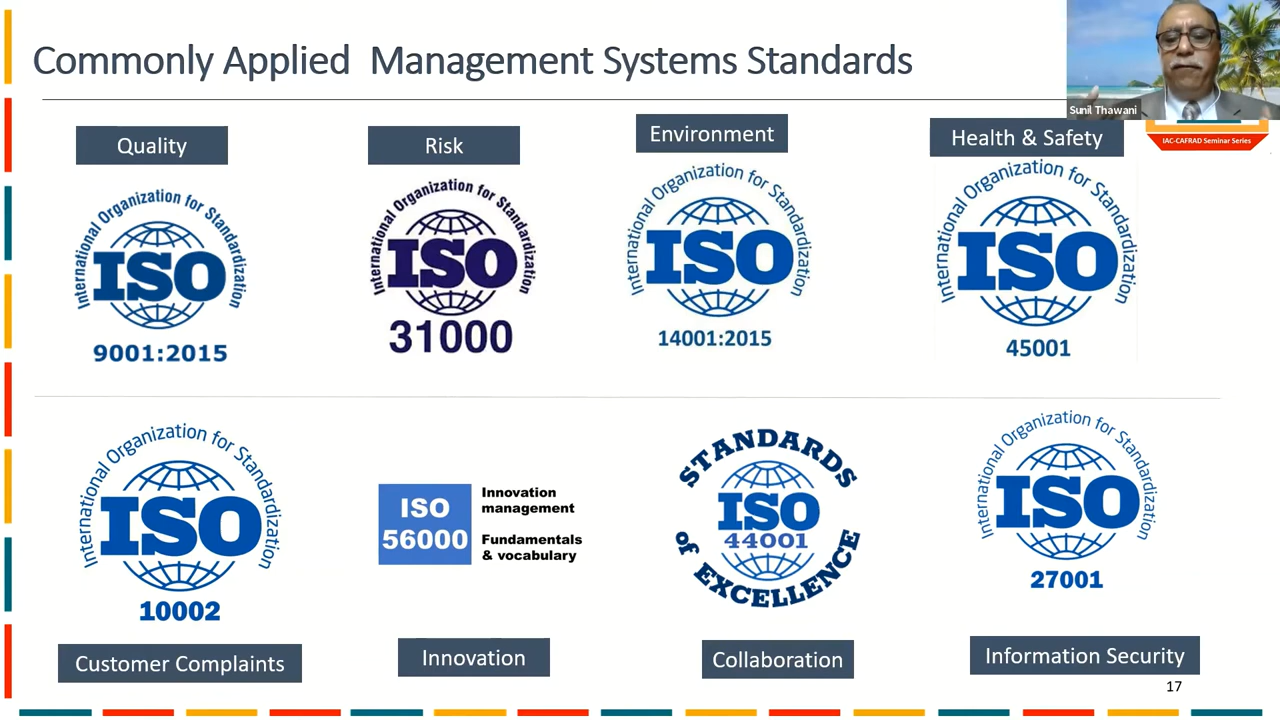 Commonly Applied Management Systems Standards
Sunil Thawani
IAC-CAFRAD Seminar Series
Quality
Risk
Environment
Health & Safety
International Organization for Standardization
ISO
9001:2015
International Organization for Standardization
ISO
31000
International Organization for Standardization
ISO
14001:2015
International Organization for Standardization
ISO
45001
International Organization for Standardization
ISO
10002
ISO
56000
Innovation
management
Fundamentals
& vocabulary
STANDARDS
ISO
44001
of EXCELLENCE
International Organization for Standardization
ISO
27001
Customer Complaints
Innovation
Collaboration
Information Security
17